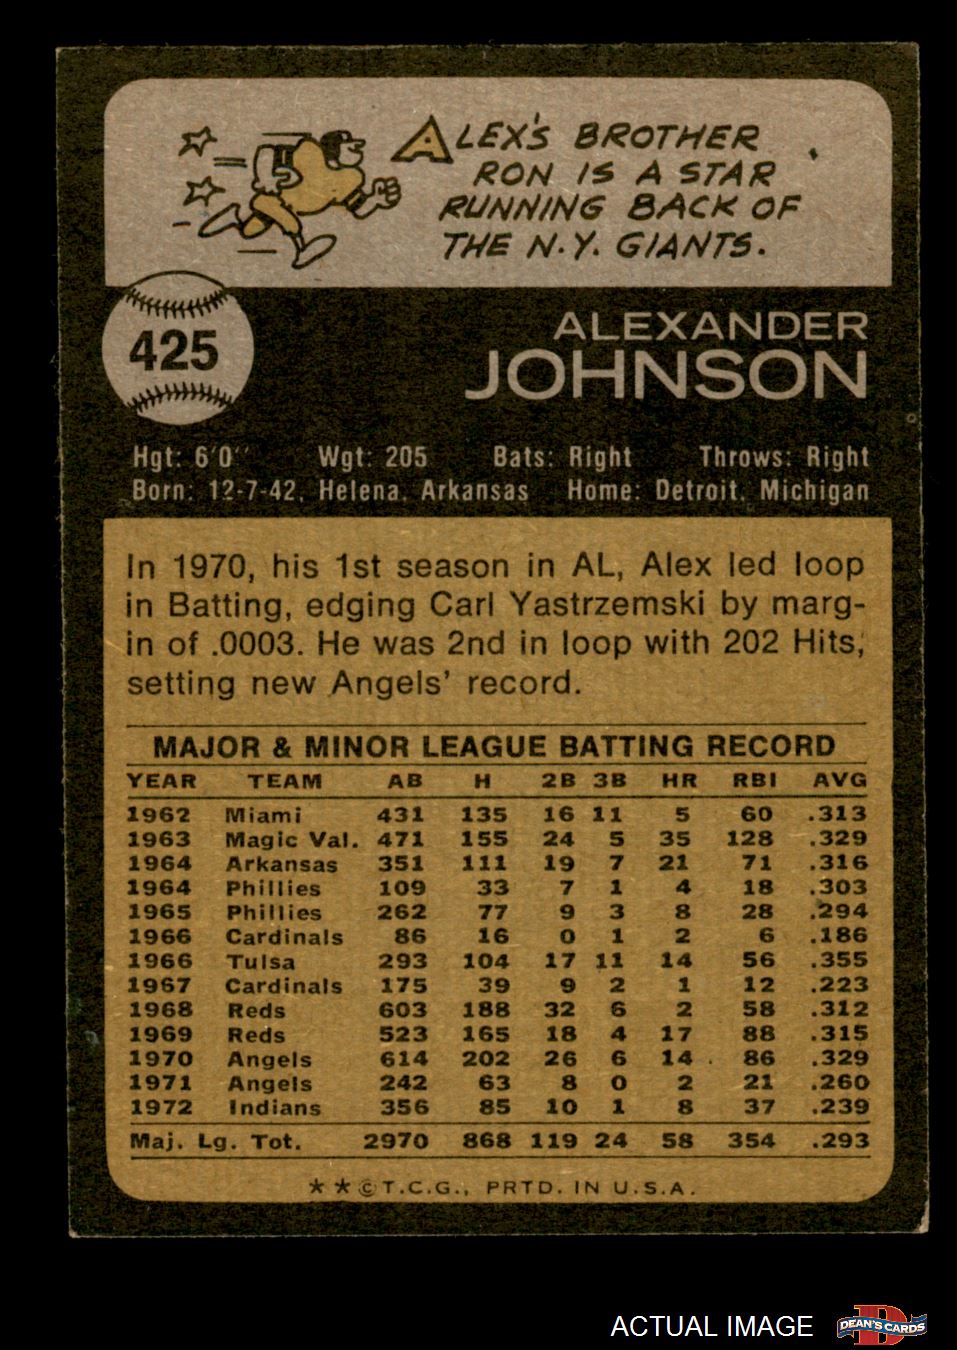 ALEX'S BROTHER
RON IS A STAR
RUNNING BACK OF
THE N.Y. GIANTS.
425
ALEXANDER
JOHNSON
Hgt: 6'0'' Wgt: 205 Bats: Right Throws: Right
Born: 12-7-42, Helena, Arkansas Home: Detroit, Michigan
In 1970, his 1st season in AL, Alex led loop
in Batting, edging Carl Yastrzemski by marg-
in of .0003. He was 2nd in loop with 202 Hits,
setting new Angels' record.
MAJOR & MINOR LEAGUE BATTING RECORD
YEAR TEAM AB H 2B 3B HR RBI AVG
1962 Miami 431 135 16 11 5 60 .313
1963 Magic Val. 471 155 24 5 35 128 .329
1964 Arkansas 351 111 19 7 21 71 .316
1964 Phillies 109 33 7 1 4 18 .303
1965 Phillies 262 77 9 3 8 28 .294
1966 Cardinals 86 16 0 1 2 6 .186
1966 Tulsa 293 104 17 11 14 56 .355
1967 Cardinals 175 39 9 2 1 12 .223
1968 Reds 603 188 32 6 2 58 .312
1969 Reds 523 165 18 4 17 88 .315
1970 Angels 614 202 26 6 14 86 .329
1971 Angels 242 63 8 0 2 21 .260
1972 Indians 356 85 10 1 8 37 .239
Maj. Lg. Tot. 2970 868 119 24 58 354 .293
**©T.C.G., PRTD. IN U.S.A.
ACTUAL IMAGE
D
DEAN'S CARDS